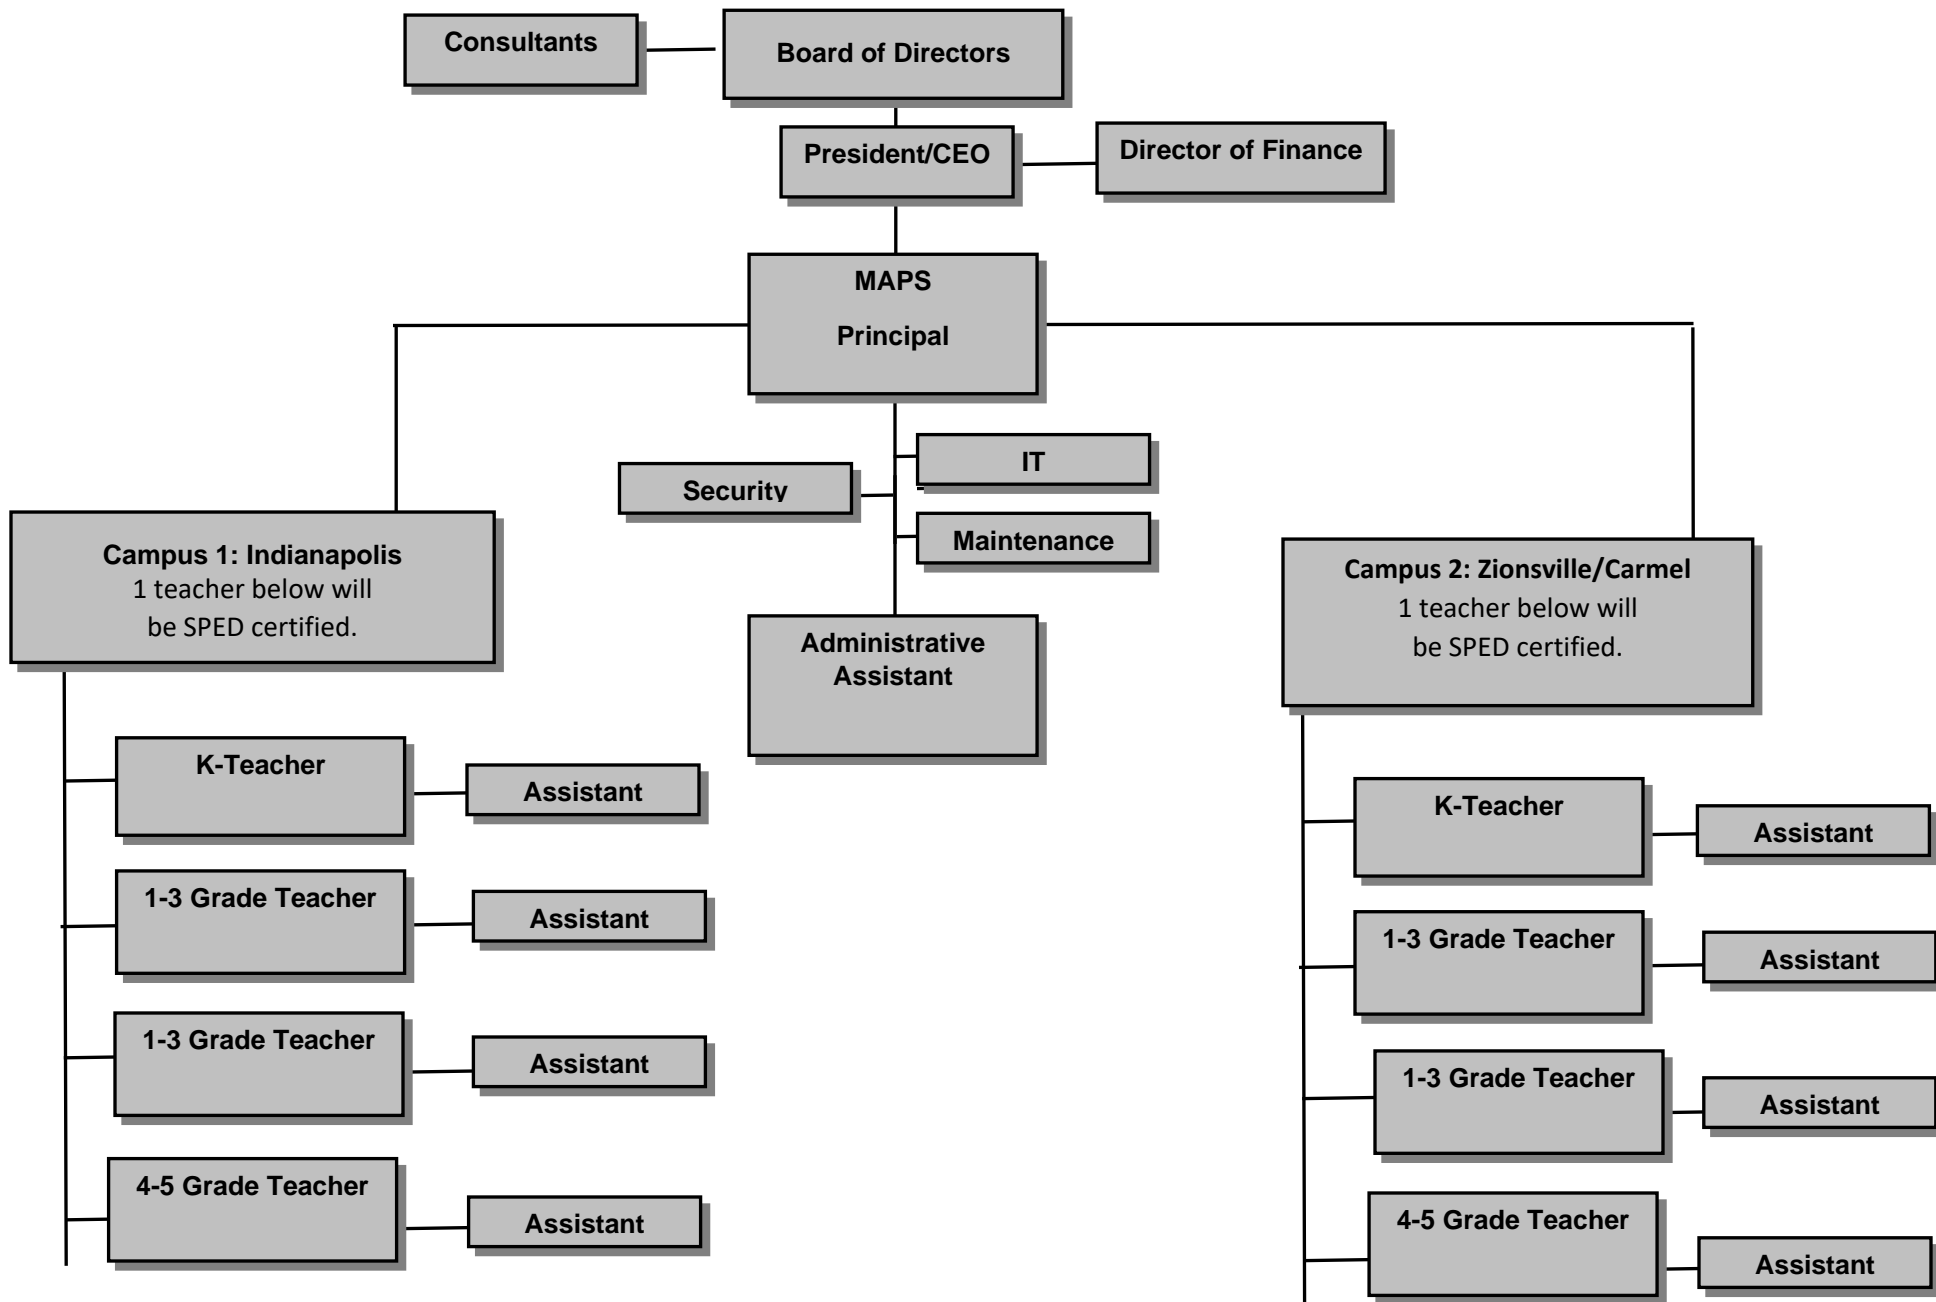 Consultants
Board of Directors
President/CEO
Director of Finance
MAPS
Principal
IT
Security
Maintenance
Administrative
Assistant
Campus 1: Indianapolis
1 teacher below will
be SPED certified.
K-Teacher
Assistant
1-3 Grade Teacher
Assistant
1-3 Grade Teacher
Assistant
4-5 Grade Teacher
Assistant
Campus 2: Zionsville/Carmel
1 teacher below will
be SPED certified.
K-Teacher
Assistant
1-3 Grade Teacher
Assistant
1-3 Grade Teacher
Assistant
4-5 Grade Teacher
Assistant